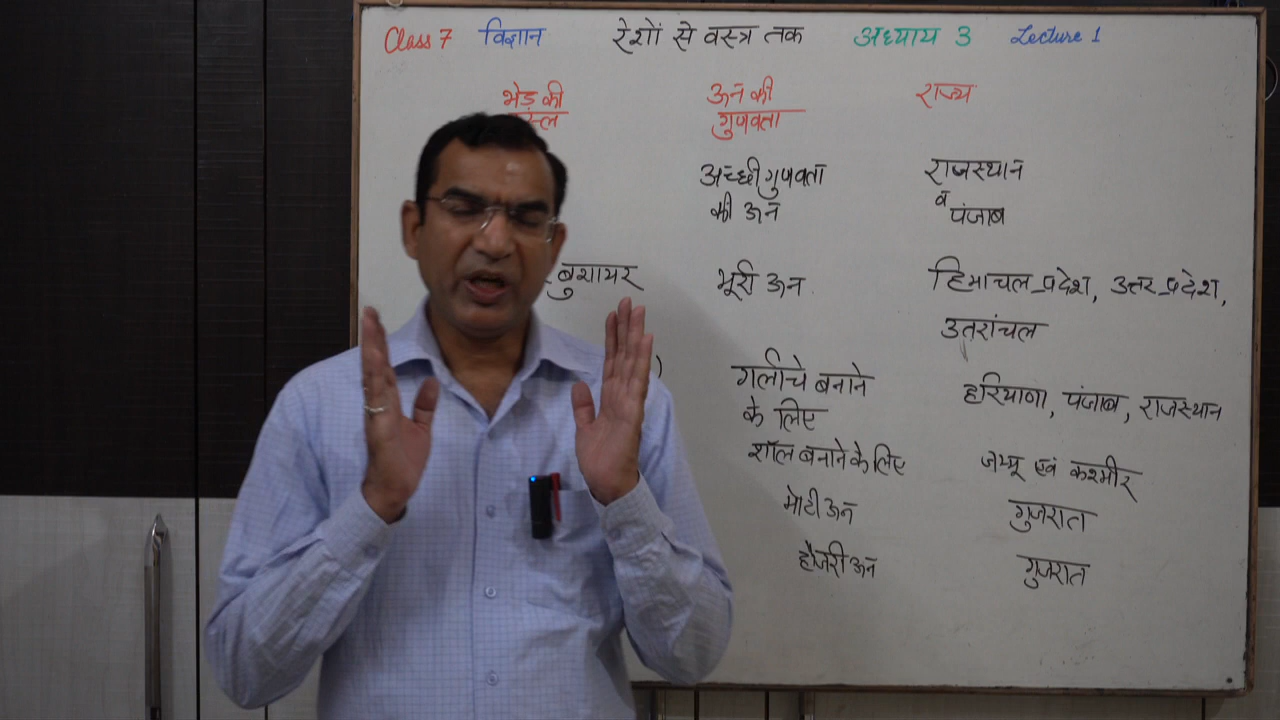 Class 7 विज्ञान रेशों से वस्त्र तक अध्याय 3 Lecture 1
भेड़ की ऊन की राज्य
गुणवता
अच्छी गुणवता राजस्थान
की ऊन व
पंजाब
बुशायर भूरी ऊन हिमाचल प्रदेश, उत्तर प्रदेश,
उतरांचल
गलीचे बनाने हरियाणा, पंजाब, राजस्थान
के लिए
शॉल बनाने के लिए जम्मू एवं कश्मीर
मोटी ऊन गुजरात
हौजरी ऊन गुजरात